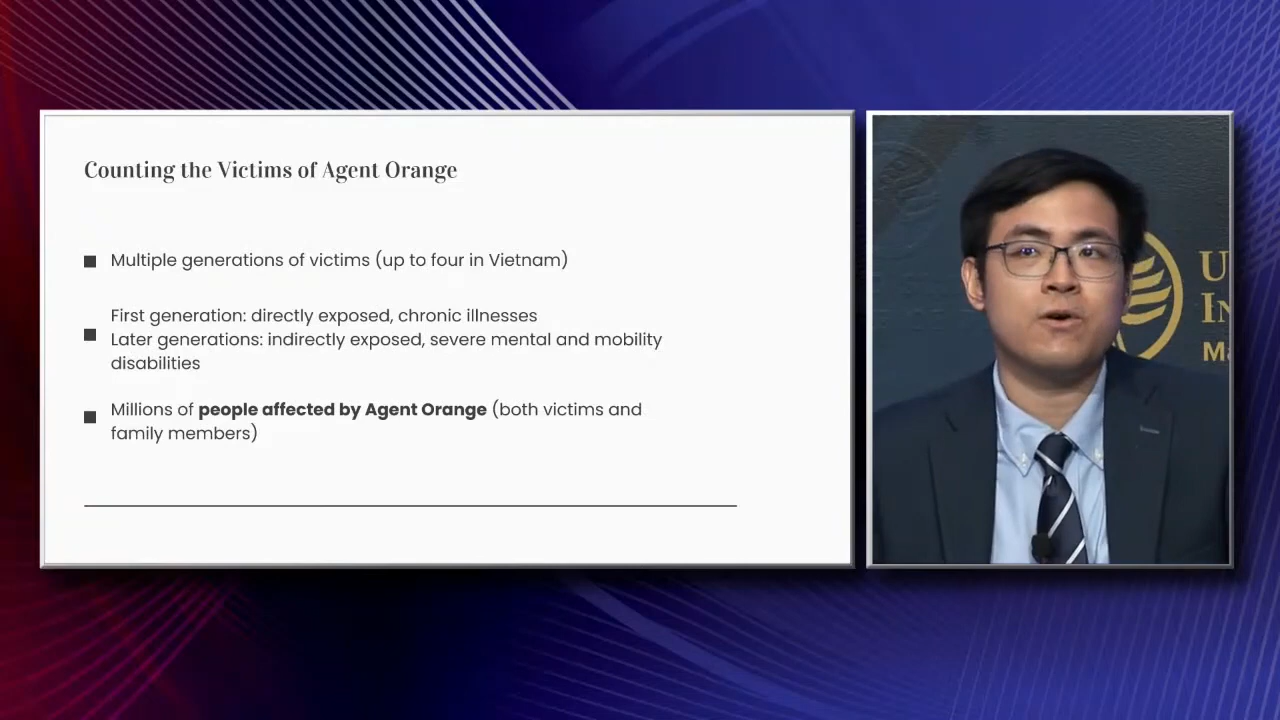 Counting the Victims of Agent Orange
Multiple generations of victims (up to four in Vietnam)
First generation: directly exposed, chronic illnesses
Later generations: indirectly exposed, severe mental and mobility
disabilities
Millions of people affected by Agent Orange (both victims and
family members)